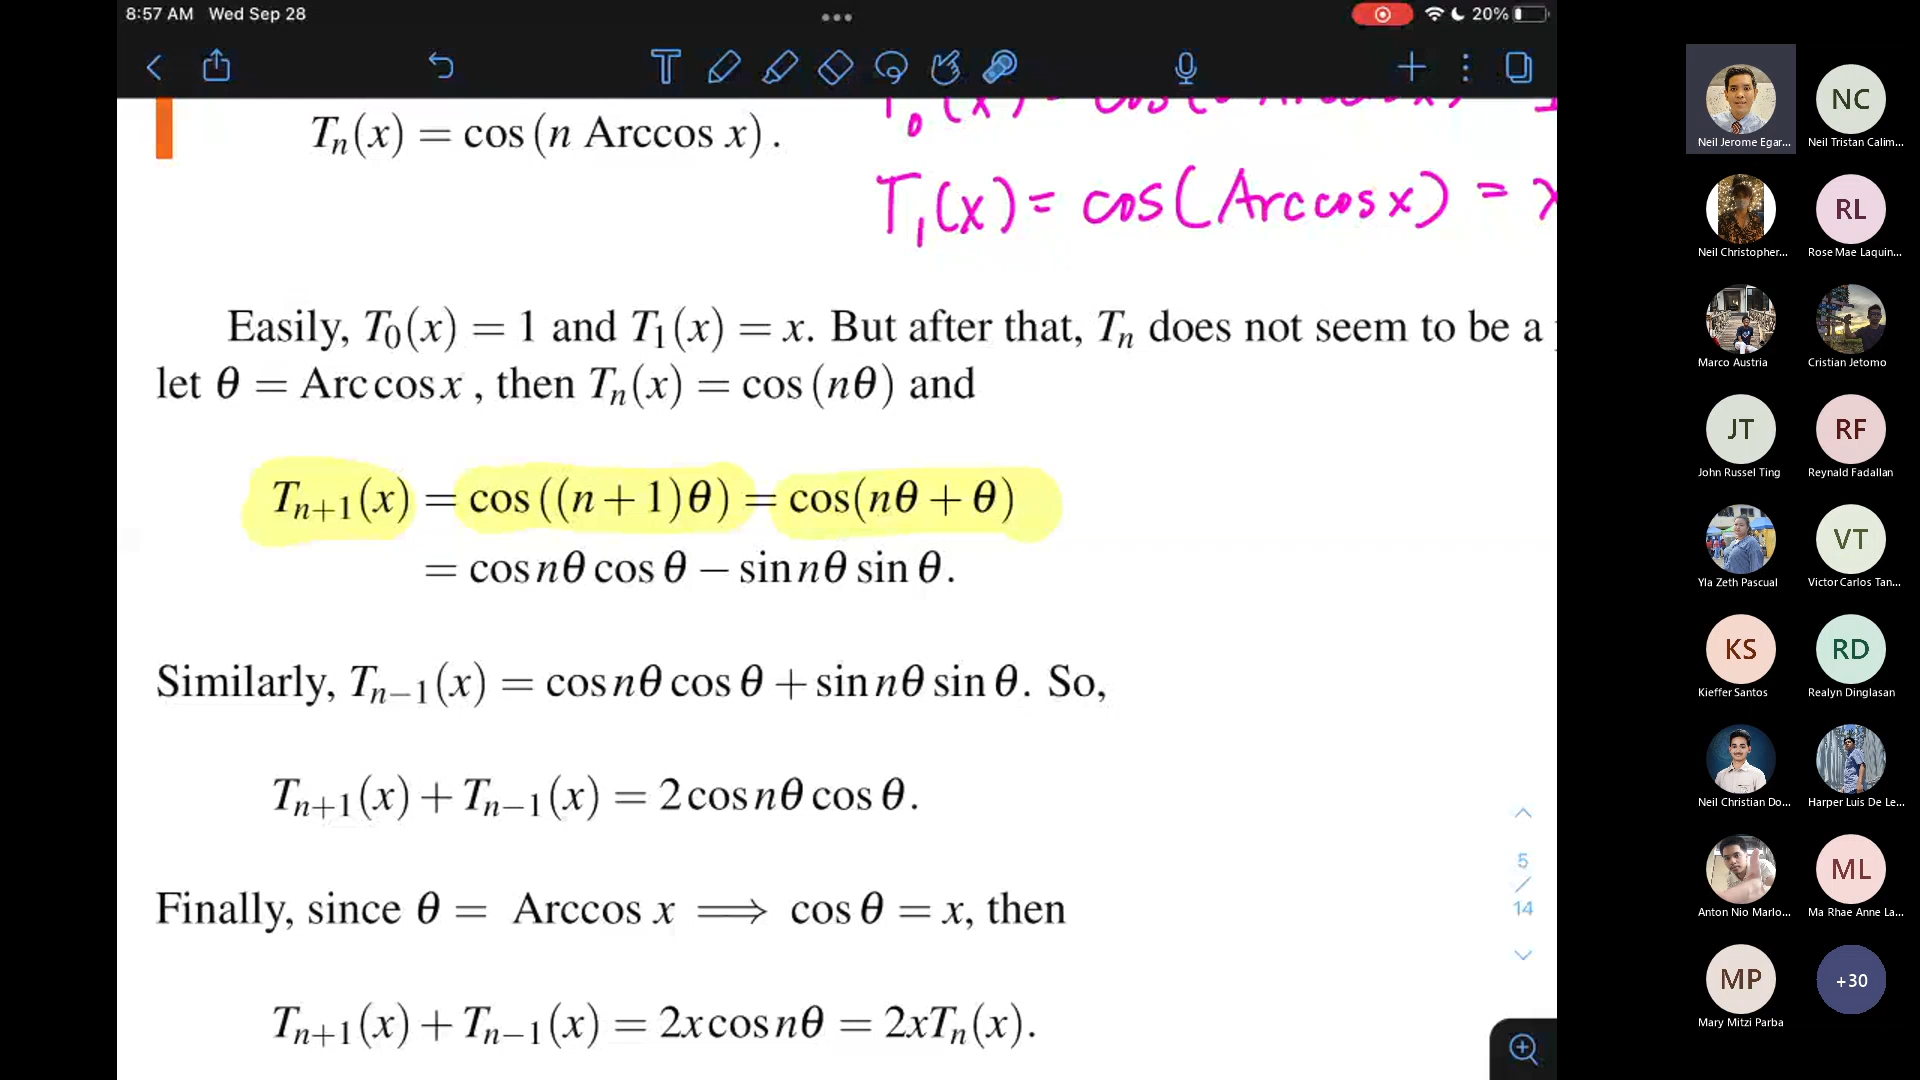 8:57 AM Wed Sep 28
20%
Tₙ(x) = cos (n Arccos x).
T₀(x) = cos(
T₁(x) = cos(Arccos x) = x
Easily, T₀(x) = 1 and T₁(x) = x. But after that, Tₙ does not seem to be a
let θ = Arccos x, then Tₙ(x) = cos (nθ) and
Tₙ₊₁(x) = cos ((n + 1)θ) = cos(nθ + θ)
= cos nθ cos θ − sin nθ sin θ.
Similarly, Tₙ₋₁(x) = cos nθ cos θ + sin nθ sin θ. So,
Tₙ₊₁(x) + Tₙ₋₁(x) = 2 cos nθ cos θ.
Finally, since θ = Arccos x ⟹ cos θ = x, then
Tₙ₊₁(x) + Tₙ₋₁(x) = 2x cos nθ = 2xTₙ(x).
5
/
14
Neil Jerome Egar...
NC
Neil Tristan Calim...
Neil Christopher...
RL
Rose Mae Laquin...
Marco Austria
Cristian Jetomo
JT
John Russel Ting
RF
Reynald Fadallan
Yla Zeth Pascual
VT
Victor Carlos Tan...
KS
Kieffer Santos
RD
Realyn Dinglasan
Neil Christian Do...
Harper Luis De Le...
Anton Nio Marlo...
ML
Ma Rhae Anne La...
MP
Mary Mitzi Parba
+30